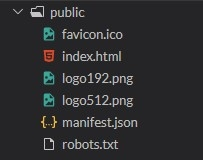 public
favicon.ico
index.html
logo192.png
logo512.png
manifest.json
robots.txt